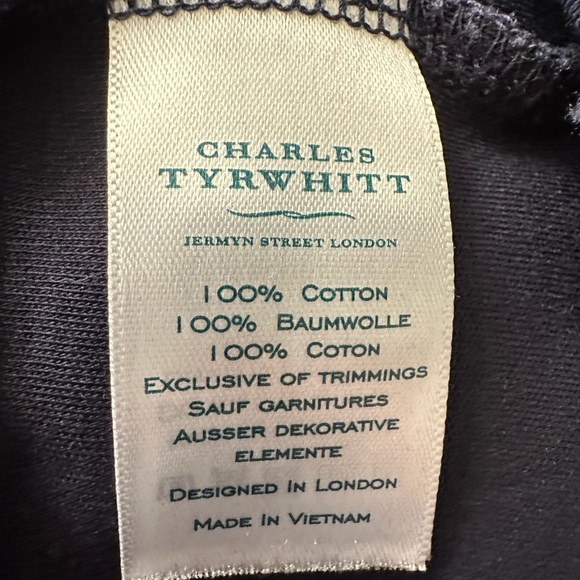 CHARLES
TYRWHITT
JERMYN STREET LONDON
100% COTTON
100% BAUMWOLLE
100% COTON
EXCLUSIVE OF TRIMMINGS
SAUF GARNITURES
AUSSER DEKORATIVE
ELEMENTE
DESIGNED IN LONDON
MADE IN VIETNAM